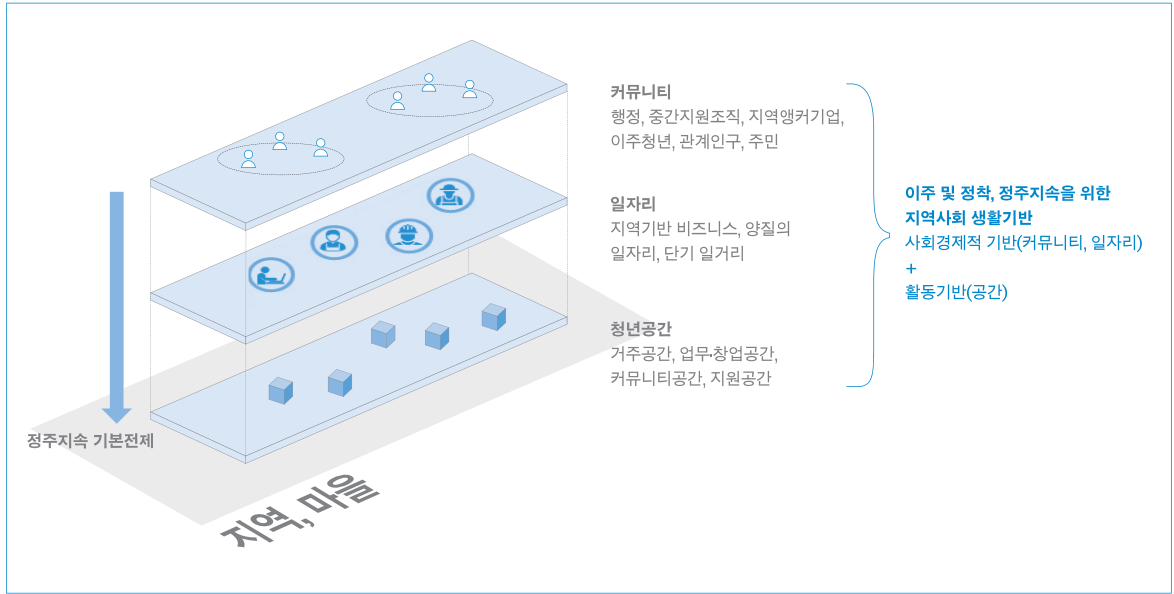 커뮤니티
행정, 중간지원조직, 지역앵커기업,
이주청년, 관계인구, 주민
일자리
지역기반 비즈니스, 양질의
일자리, 단기 일거리
청년공간
거주공간, 업무·창업공간,
커뮤니티공간, 지원공간
이주 및 정착, 정주지속을 위한
지역사회 생활기반
사회경제적 기반(커뮤니티, 일자리)
+
활동기반(공간)
정주지속 기본전제
지역, 마을